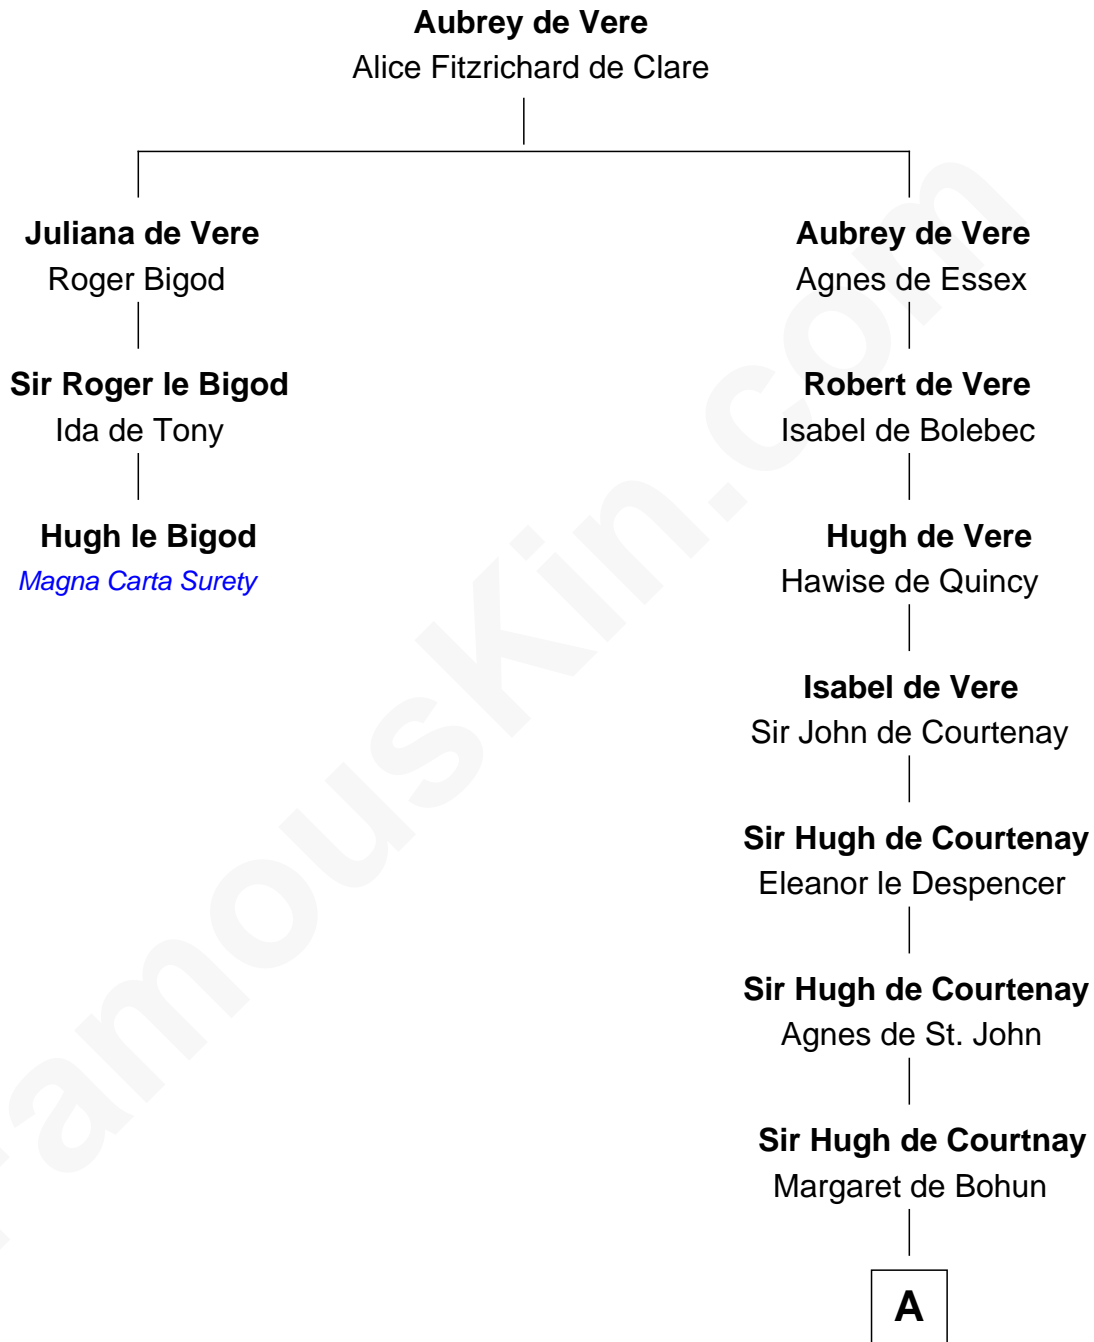 Aubrey de Vere
Alice Fitzrichard de Clare
Juliana de Vere
Roger Bigod
Aubrey de Vere
Agnes de Essex
Sir Roger le Bigod
Ida de Tony
Robert de Vere
Isabel de Bolebec
Hugh le Bigod
Magna Carta Surety
Hugh de Vere
Hawise de Quincy
Isabel de Vere
Sir John de Courtenay
Sir Hugh de Courtenay
Eleanor le Despencer
Sir Hugh de Courtenay
Agnes de St. John
Sir Hugh de Courtnay
Margaret de Bohun
A
FamousKin.com